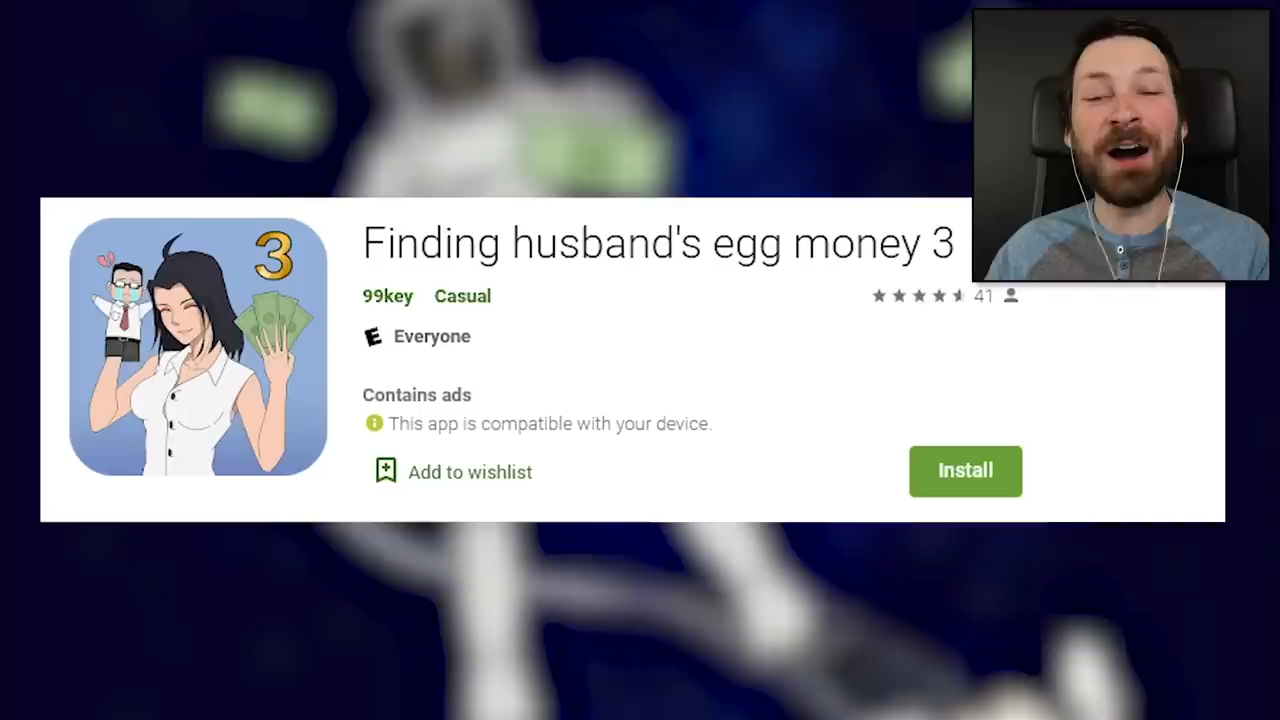 3
Finding husband's egg money 3
99key Casual
41
E Everyone
Contains ads
This app is compatible with your device.
Add to wishlist
Install